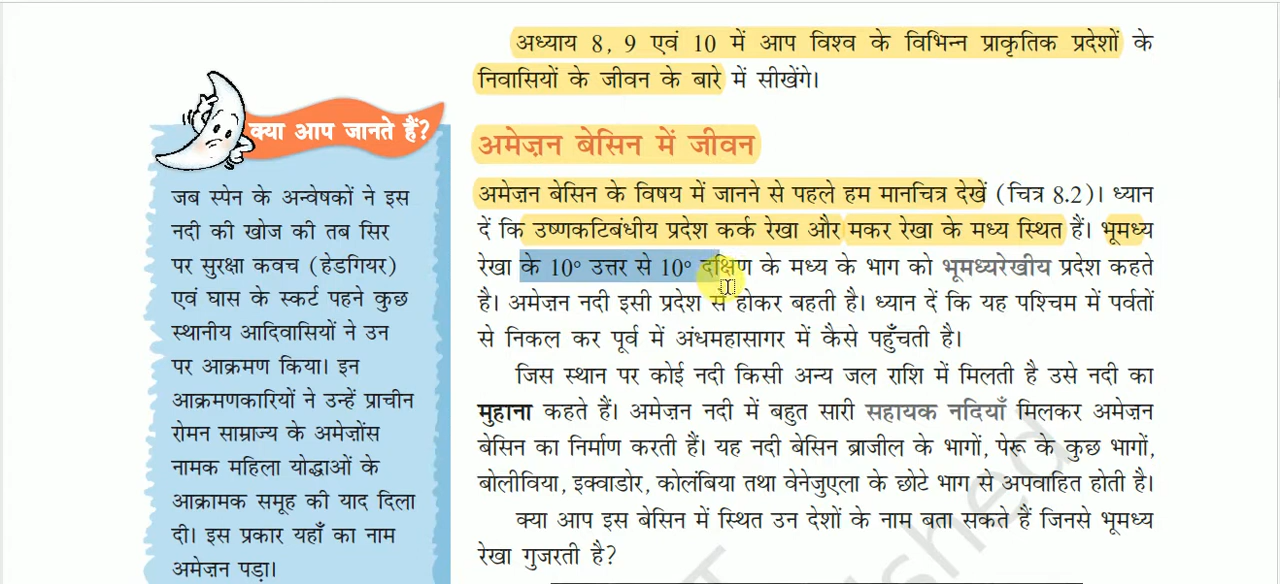 अध्याय 8, 9 एवं 10 में आप विश्व के विभिन्न प्राकृतिक प्रदेशों के
निवासियों के जीवन के बारे में सीखेंगे।
क्या आप जानते हैं?
जब स्पेन के अन्वेषकों ने इस
नदी की खोज की तब सिर
पर सुरक्षा कवच (हेडगियर)
एवं घास के स्कर्ट पहने कुछ
स्थानीय आदिवासियों ने उन
पर आक्रमण किया। इन
आक्रमणकारियों ने उन्हें प्राचीन
रोमन साम्राज्य के अमेज़ोंस
नामक महिला योद्धाओं के
आक्रामक समूह की याद दिला
दी। इस प्रकार यहाँ का नाम
अमेज़न पड़ा।
अमेज़न बेसिन में जीवन
अमेज़न बेसिन के विषय में जानने से पहले हम मानचित्र देखें (चित्र 8.2)। ध्यान
दें कि उष्णकटिबंधीय प्रदेश कर्क रेखा और मकर रेखा के मध्य स्थित हैं। भूमध्य
रेखा के 10° उत्तर से 10° दक्षिण के मध्य के भाग को भूमध्यरेखीय प्रदेश कहते
है। अमेज़न नदी इसी प्रदेश से होकर बहती है। ध्यान दें कि यह पश्चिम में पर्वतों
से निकल कर पूर्व में अंधमहासागर में कैसे पहुँचती है।
जिस स्थान पर कोई नदी किसी अन्य जल राशि में मिलती है उसे नदी का
मुहाना कहते हैं। अमेज़न नदी में बहुत सारी सहायक नदियाँ मिलकर अमेज़न
बेसिन का निर्माण करती हैं। यह नदी बेसिन ब्राजील के भागों, पेरू के कुछ भागों,
बोलीविया, इक्वाडोर, कोलंबिया तथा वेनेजुएला के छोटे भाग से अपवाहित होती है।
क्या आप इस बेसिन में स्थित उन देशों के नाम बता सकते हैं जिनसे भूमध्य
रेखा गुजरती है?